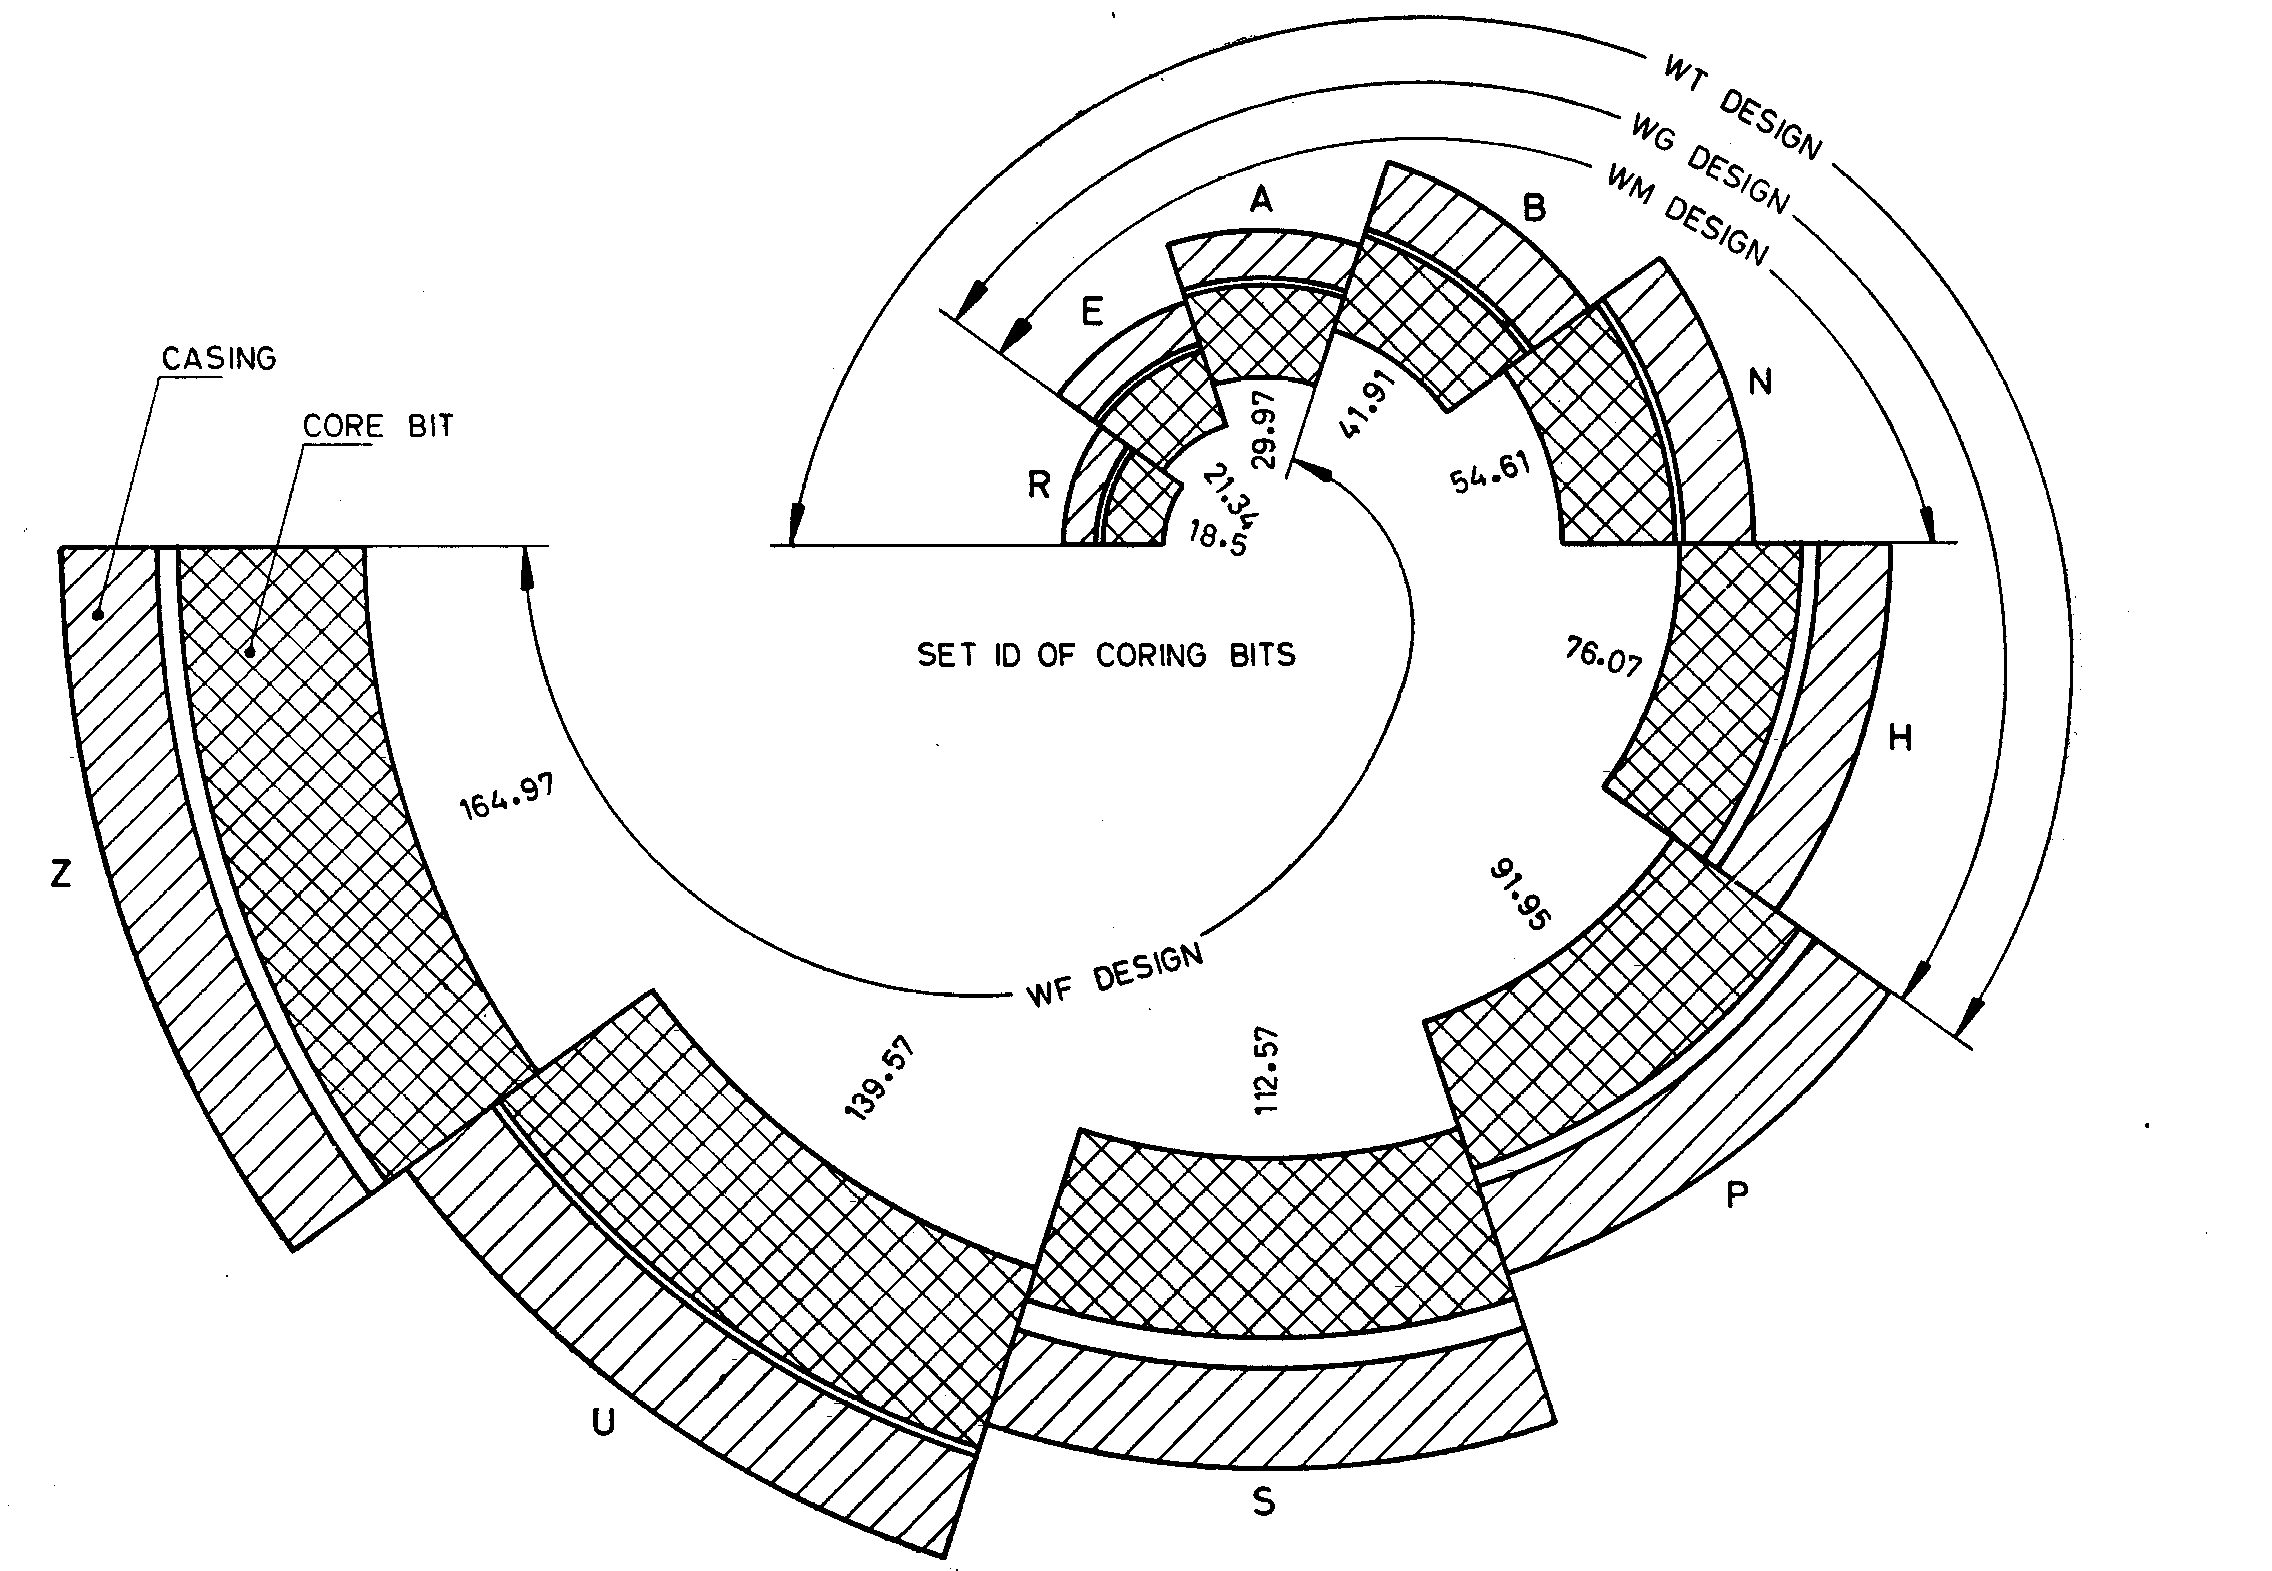 WT DESIGN
WG DESIGN
WM DESIGN
A
B
E
N
R
CASING
CORE BIT
29.97
41.91
21.34
18.5
54.61
SET ID OF CORING BITS
76.07
H
164.97
Z
91.95
WF DESIGN
139.57
112.57
P
U
S